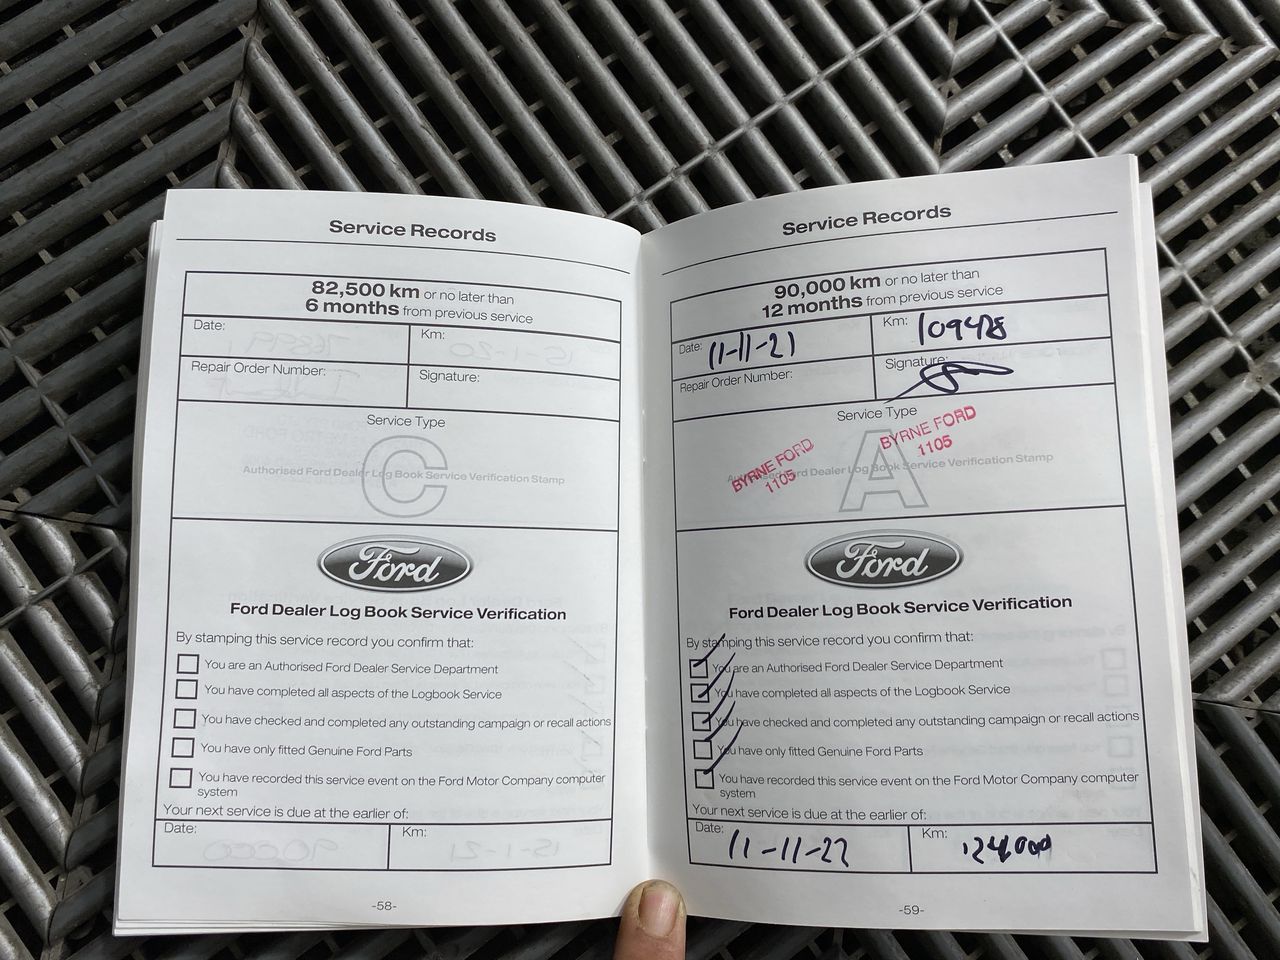 Service Records
82,500 km or no later than
6 months from previous service
Date:
Km:
Repair Order Number:
Signature:
Service Type
C
Authorised Ford Dealer Log Book Service Verification Stamp
Ford
Ford Dealer Log Book Service Verification
By stamping this service record you confirm that:
You are an Authorised Ford Dealer Service Department
You have completed all aspects of the Logbook Service
You have checked and completed any outstanding campaign or recall actions
You have only fitted Genuine Ford Parts
You have recorded this service event on the Ford Motor Company computer
system
Your next service is due at the earlier of:
Date:
Km:
-58-
Service Records
90,000 km or no later than
12 months from previous service
Date: 11-11-21
Km: 109478
Repair Order Number:
Signature:
Service Type
A
BYRNE FORD
1105
BYRNE FORD
1105
Authorised Ford Dealer Log Book Service Verification Stamp
Ford
Ford Dealer Log Book Service Verification
By stamping this service record you confirm that:
You are an Authorised Ford Dealer Service Department
You have completed all aspects of the Logbook Service
You have checked and completed any outstanding campaign or recall actions
You have only fitted Genuine Ford Parts
You have recorded this service event on the Ford Motor Company computer
system
Your next service is due at the earlier of:
Date: 11-11-22
Km: 124000
-59-